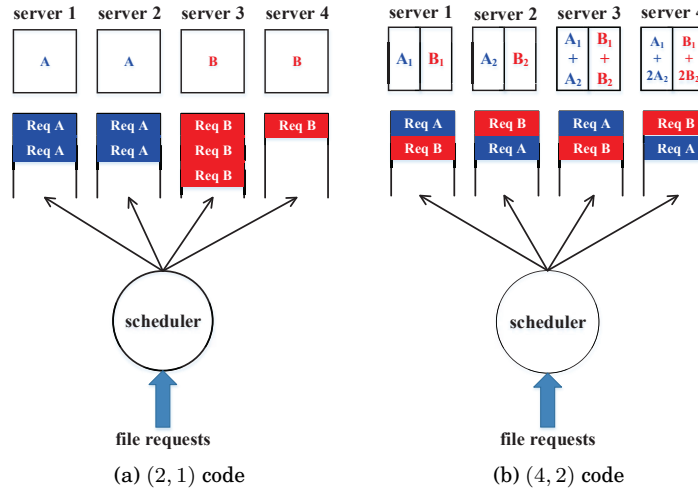 server 1 server 2 server 3 server 4
A A B B
Req A Req A Req B Req B
Req A Req A Req B
Req B
scheduler
file requests
(a) (2, 1) code
server 1 server 2 server 3 server 4
A₁ B₁ A₂ B₂ A₁ + A₂ B₁ + B₂ A₁ + 2A₂ B₁ + 2B₂
Req A Req B Req A Req B
Req B Req A Req B Req A
scheduler
file requests
(b) (4, 2) code